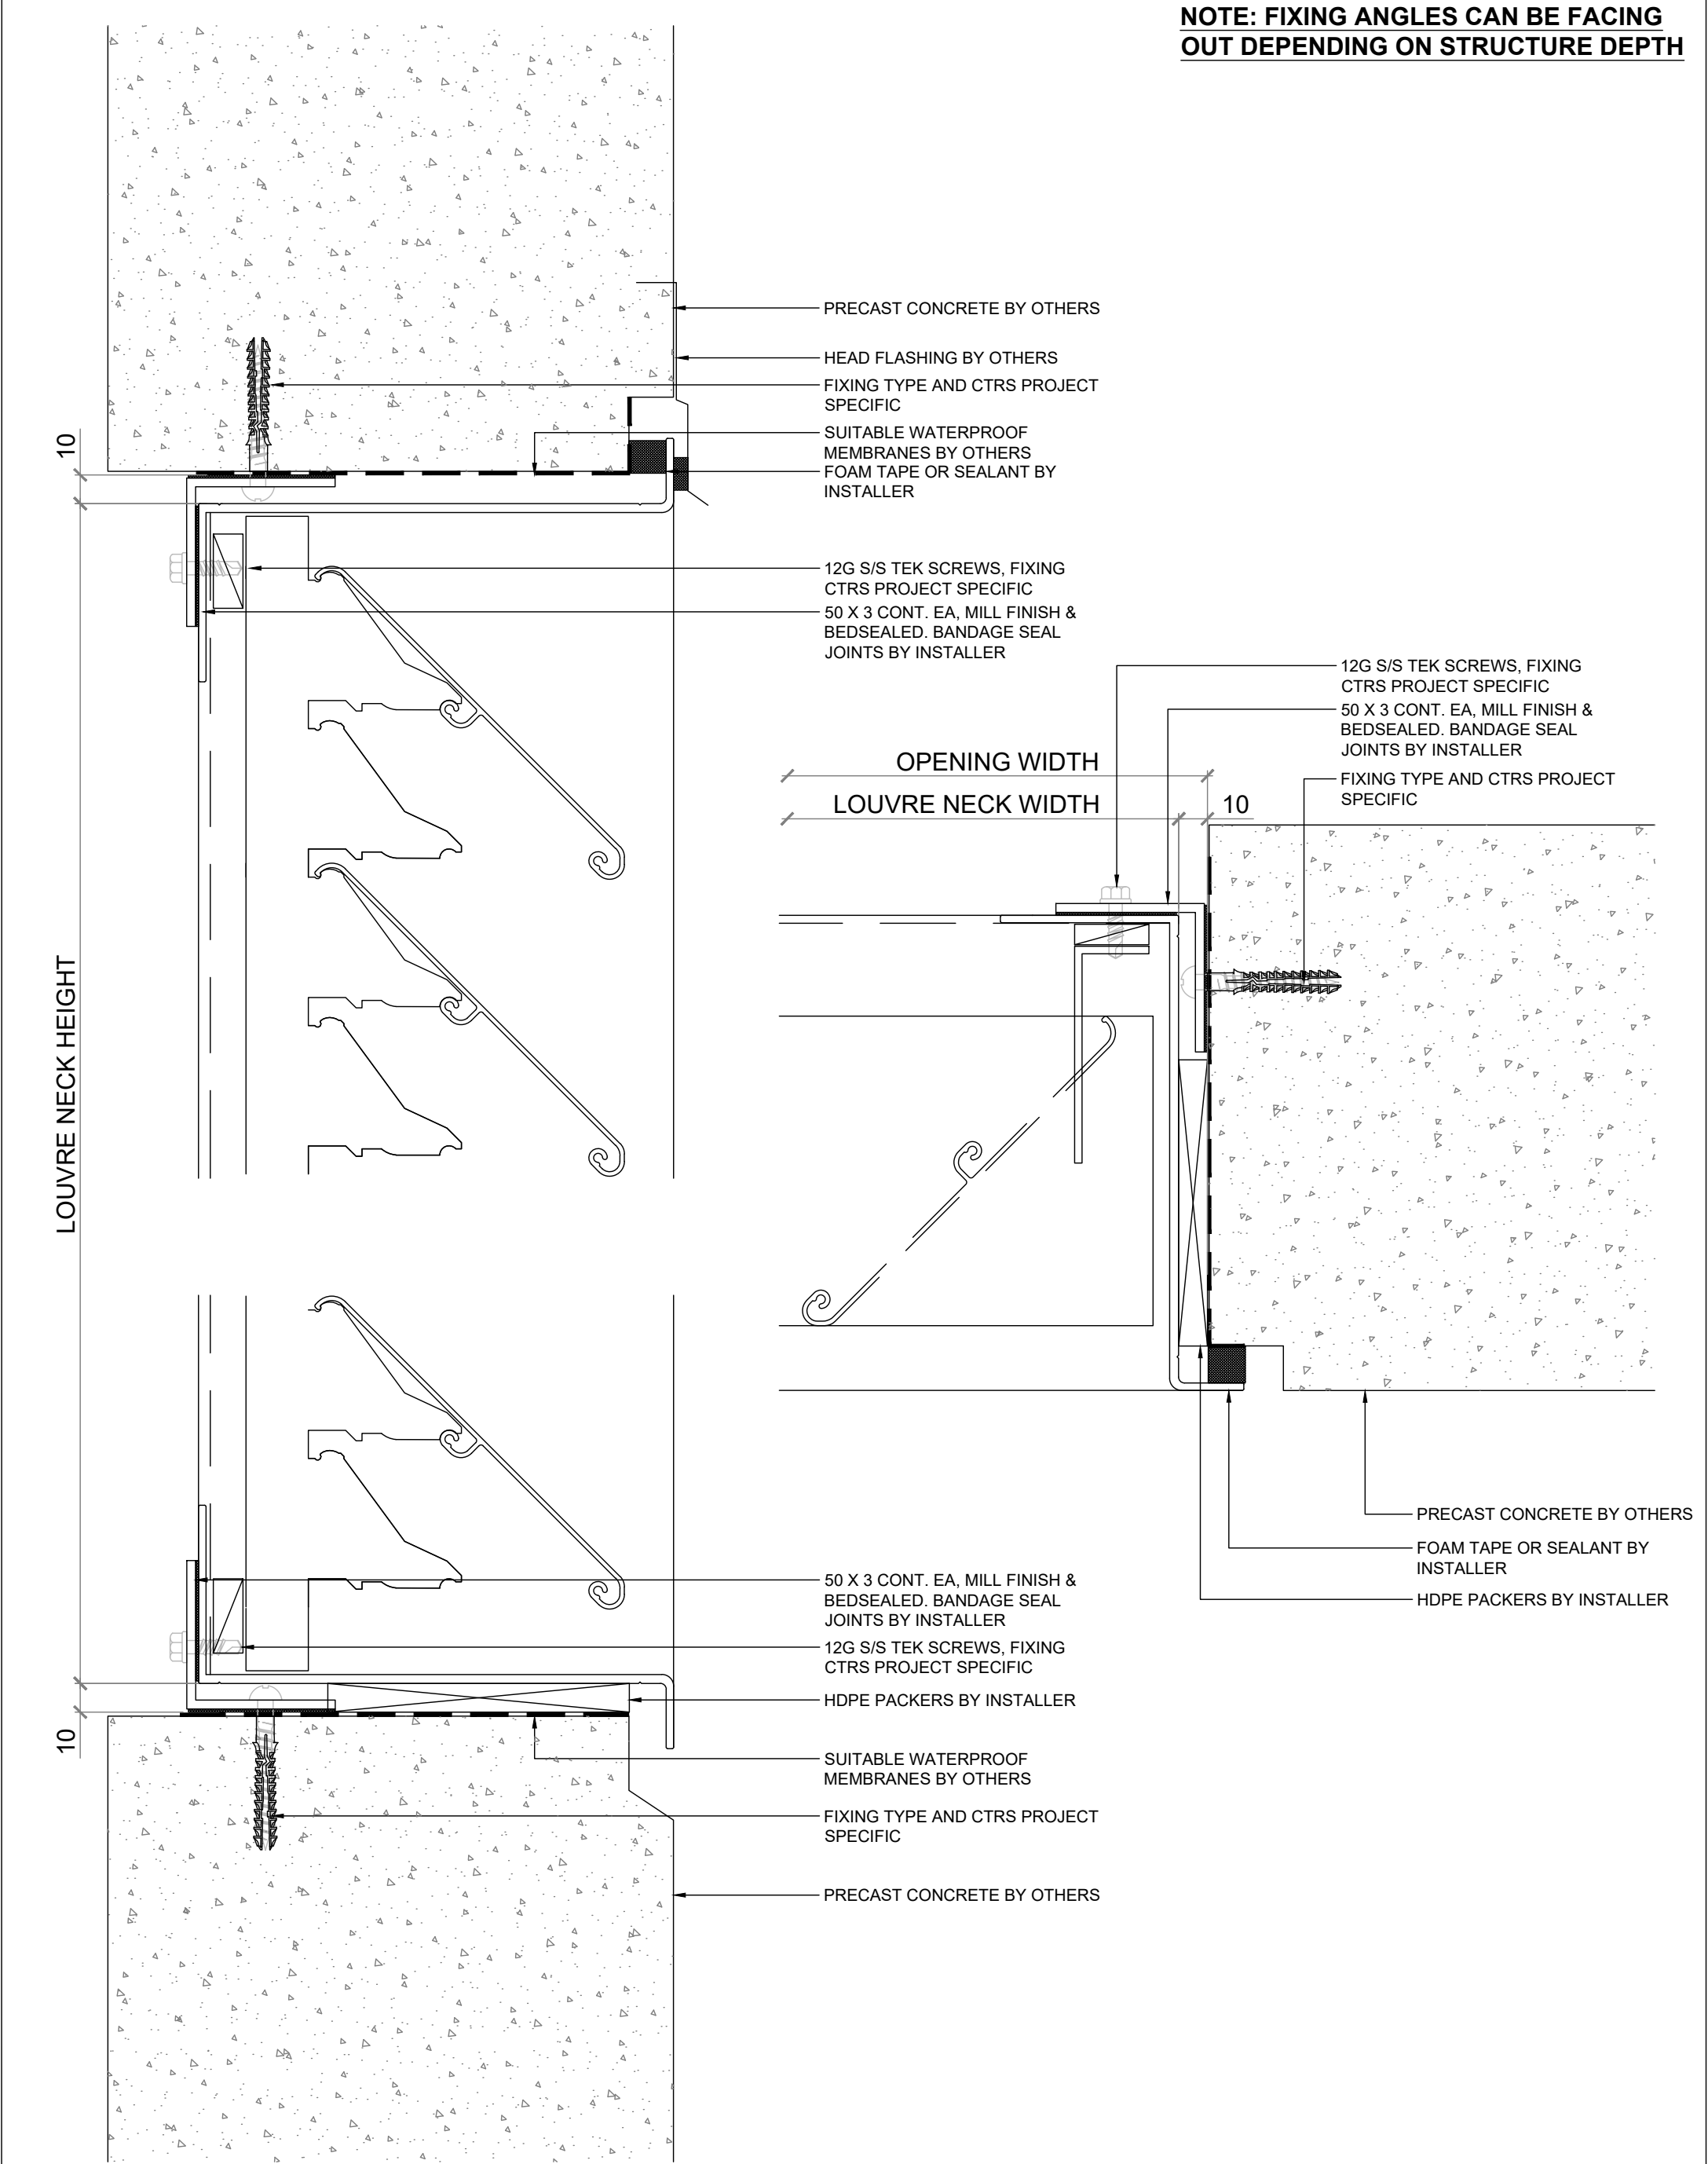 NOTE: FIXING ANGLES CAN BE FACING
OUT DEPENDING ON STRUCTURE DEPTH
PRECAST CONCRETE BY OTHERS
HEAD FLASHING BY OTHERS
FIXING TYPE AND CTRS PROJECT
SPECIFIC
SUITABLE WATERPROOF
MEMBRANES BY OTHERS
FOAM TAPE OR SEALANT BY
INSTALLER
10
12G S/S TEK SCREWS, FIXING
CTRS PROJECT SPECIFIC
50 X 3 CONT. EA, MILL FINISH &
BEDSEALED. BANDAGE SEAL
JOINTS BY INSTALLER
12G S/S TEK SCREWS, FIXING
CTRS PROJECT SPECIFIC
50 X 3 CONT. EA, MILL FINISH &
BEDSEALED. BANDAGE SEAL
JOINTS BY INSTALLER
FIXING TYPE AND CTRS PROJECT
SPECIFIC
OPENING WIDTH
LOUVRE NECK WIDTH
10
LOUVRE NECK HEIGHT
PRECAST CONCRETE BY OTHERS
FOAM TAPE OR SEALANT BY
INSTALLER
HDPE PACKERS BY INSTALLER
50 X 3 CONT. EA, MILL FINISH &
BEDSEALED. BANDAGE SEAL
JOINTS BY INSTALLER
12G S/S TEK SCREWS, FIXING
CTRS PROJECT SPECIFIC
HDPE PACKERS BY INSTALLER
10
SUITABLE WATERPROOF
MEMBRANES BY OTHERS
FIXING TYPE AND CTRS PROJECT
SPECIFIC
PRECAST CONCRETE BY OTHERS